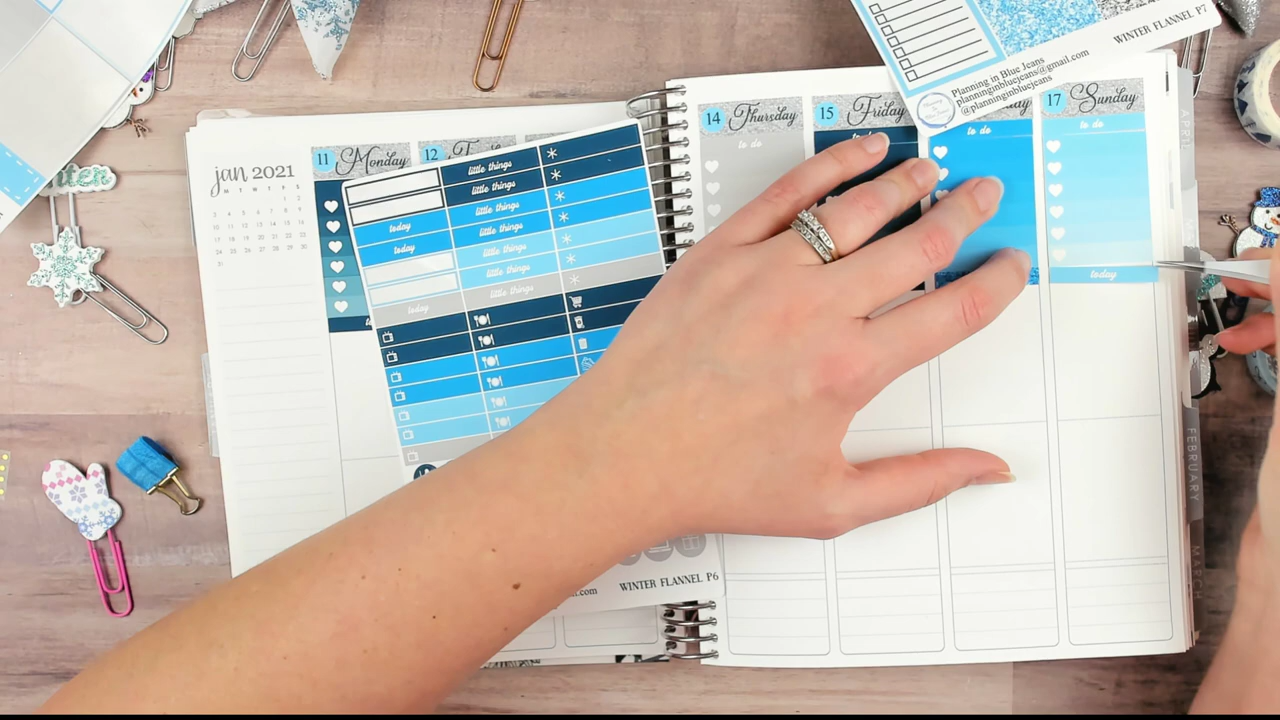 WINTER FLANNEL P7
Planning in Blue Jeans
planninginbluejeans@gmail.com
@planninginbluejeans
jan 2021
M T W T F S
11 Monday
12
14 Thursday
15 Friday
17 Sunday
to do
to do
to do
today
little things
little things
little things
little things
little things
little things
little things
today
today
today
WINTER FLANNEL P6
APRIL
FEBRUARY
MARCH